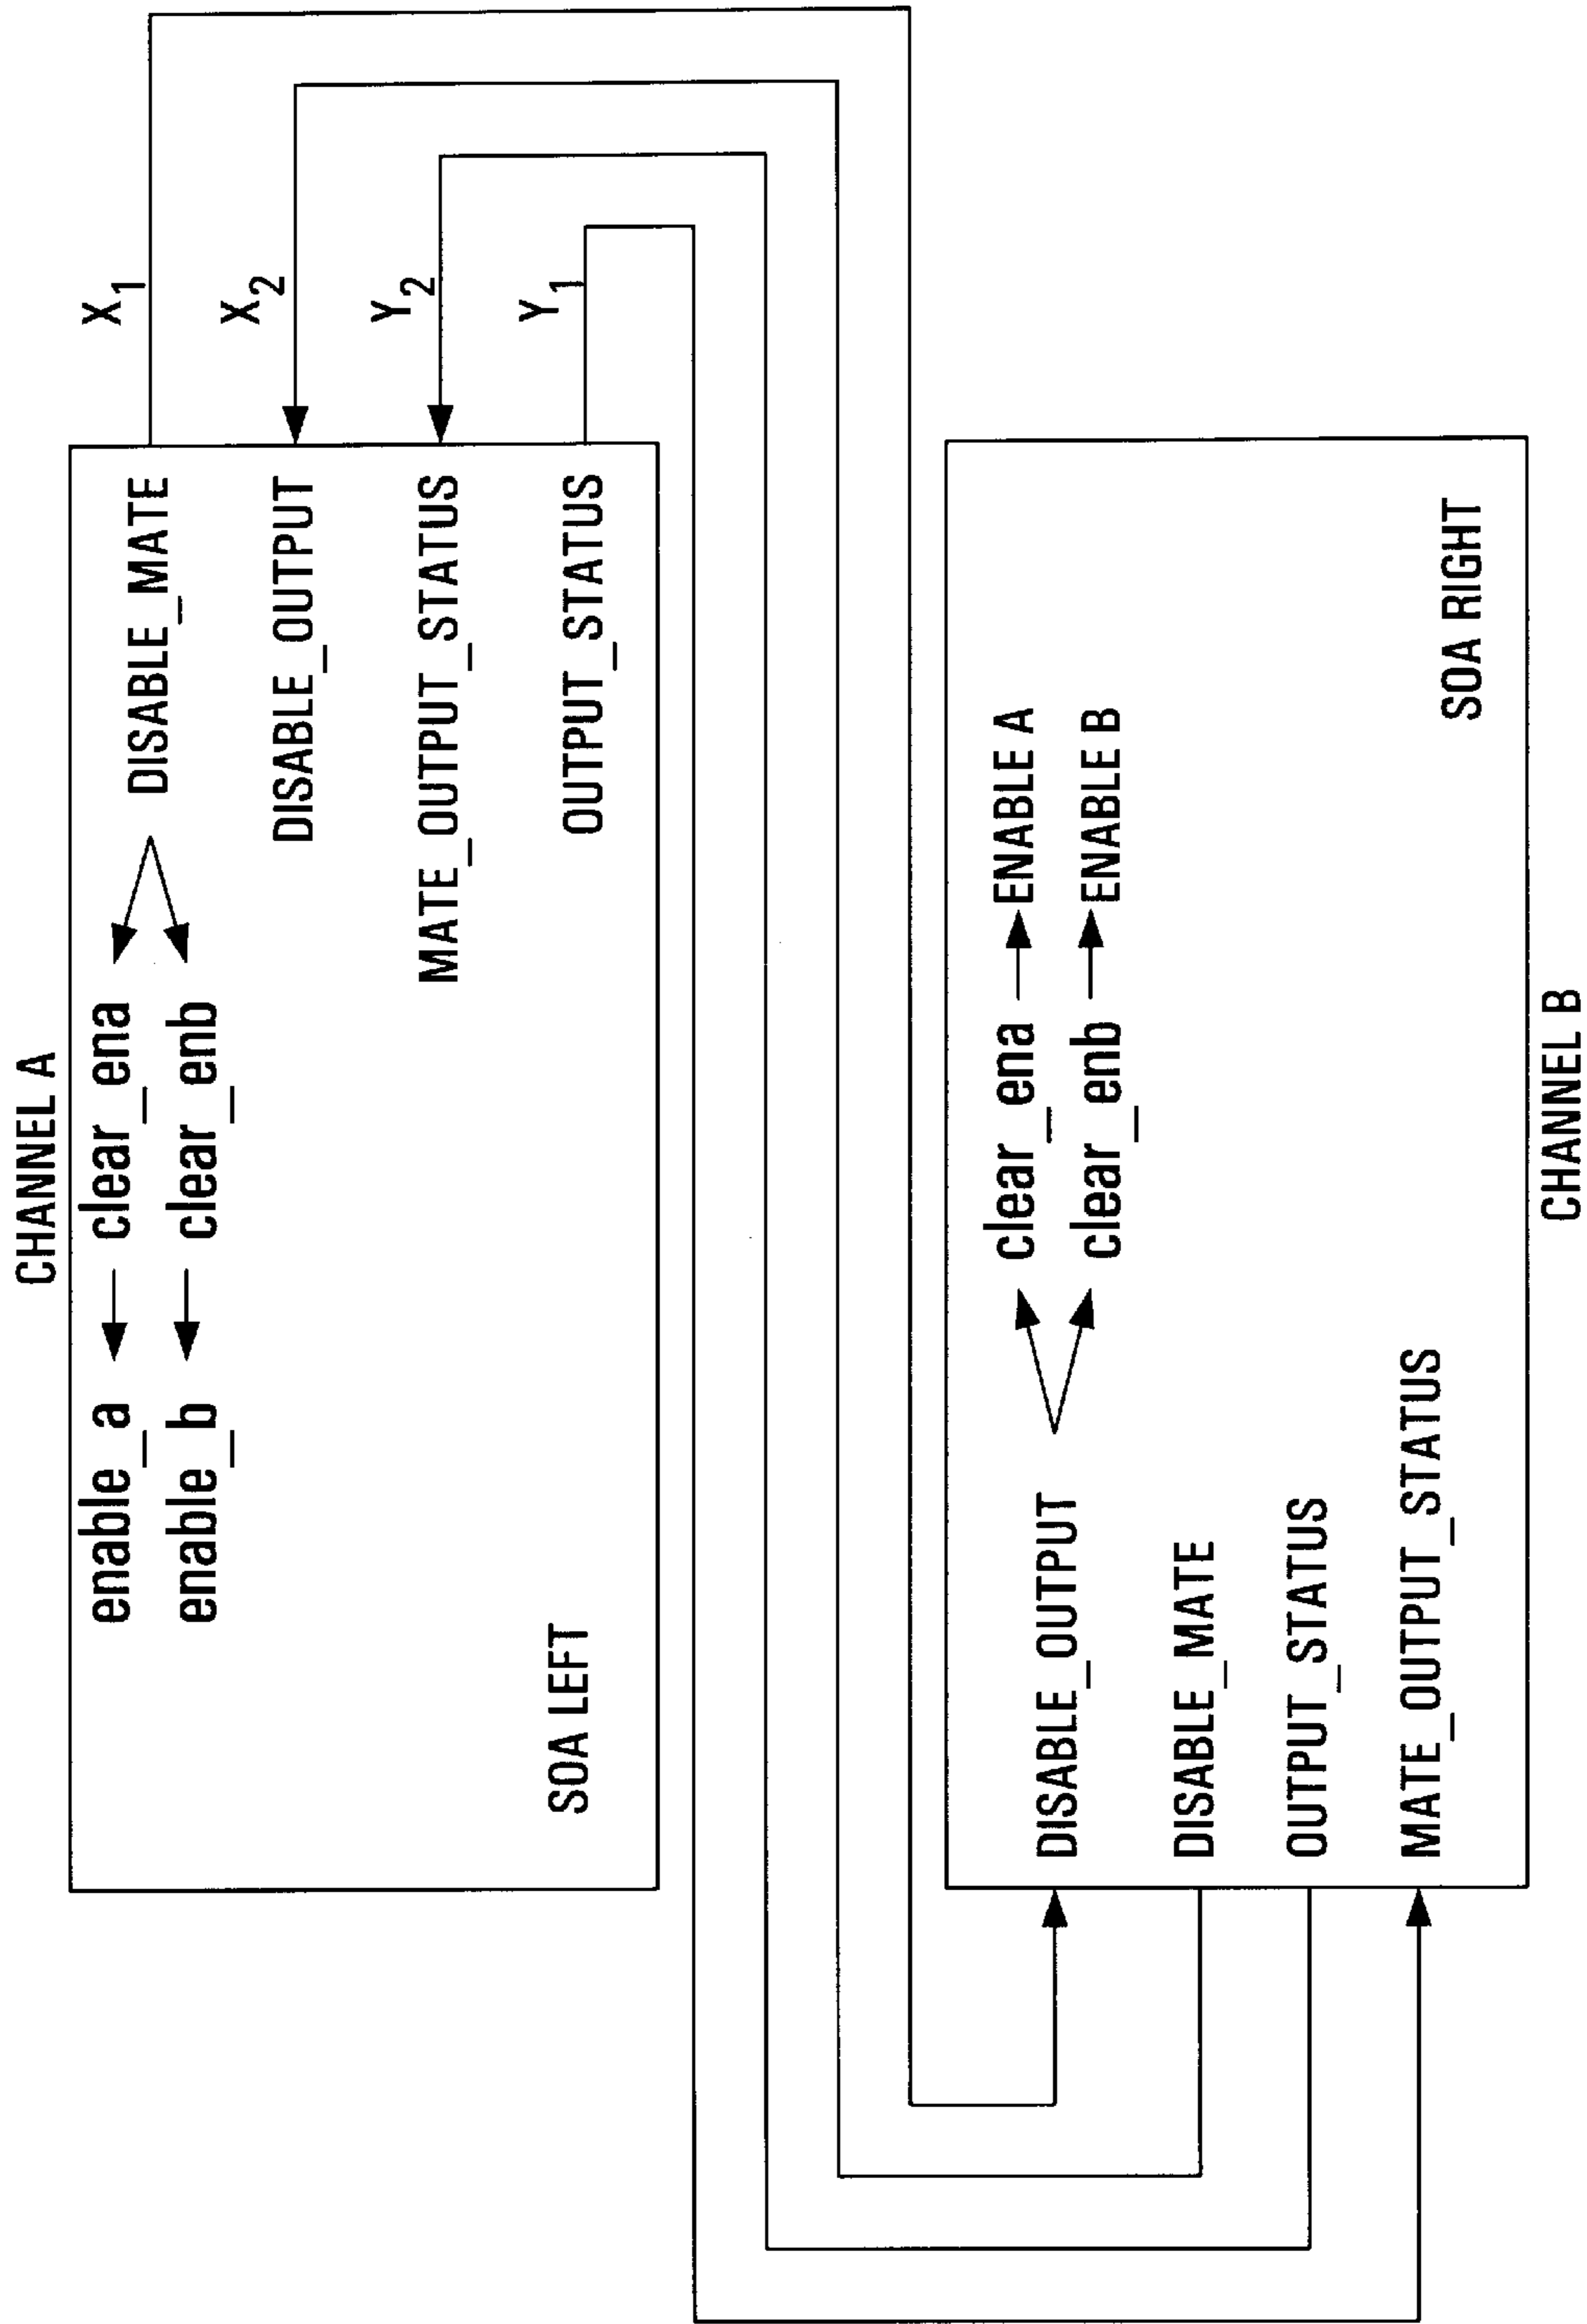 CHANNEL A
enable_a clear_ena DISABLE_MATE X1
enable_b clear_enb
DISABLE_OUTPUT X2
MATE_OUTPUT_STATUS Y2
SOA LEFT OUTPUT_STATUS Y1
clear_ena ENABLE A
DISABLE_OUTPUT
clear_enb ENABLE B
DISABLE_MATE
OUTPUT_STATUS
MATE_OUTPUT_STATUS
SOA RIGHT
CHANNEL B